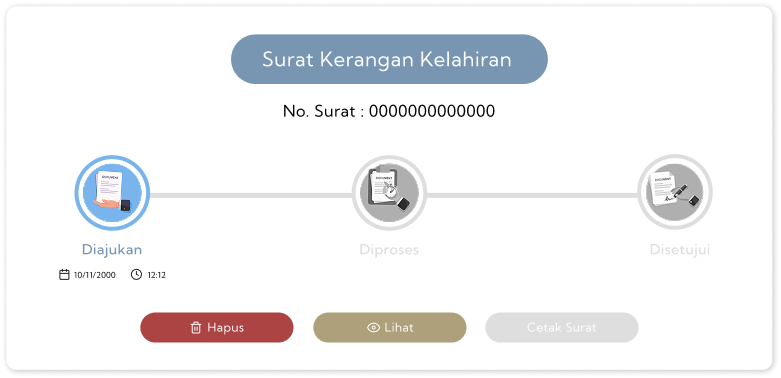 Surat Kerangan Kelahiran
No. Surat : 0000000000000
DOCUMENT
DOCUMENT
DOCUMENT
Diajukan
Diproses
Disetujui
10/11/2000 12:12
Hapus
Lihat
Cetak Surat